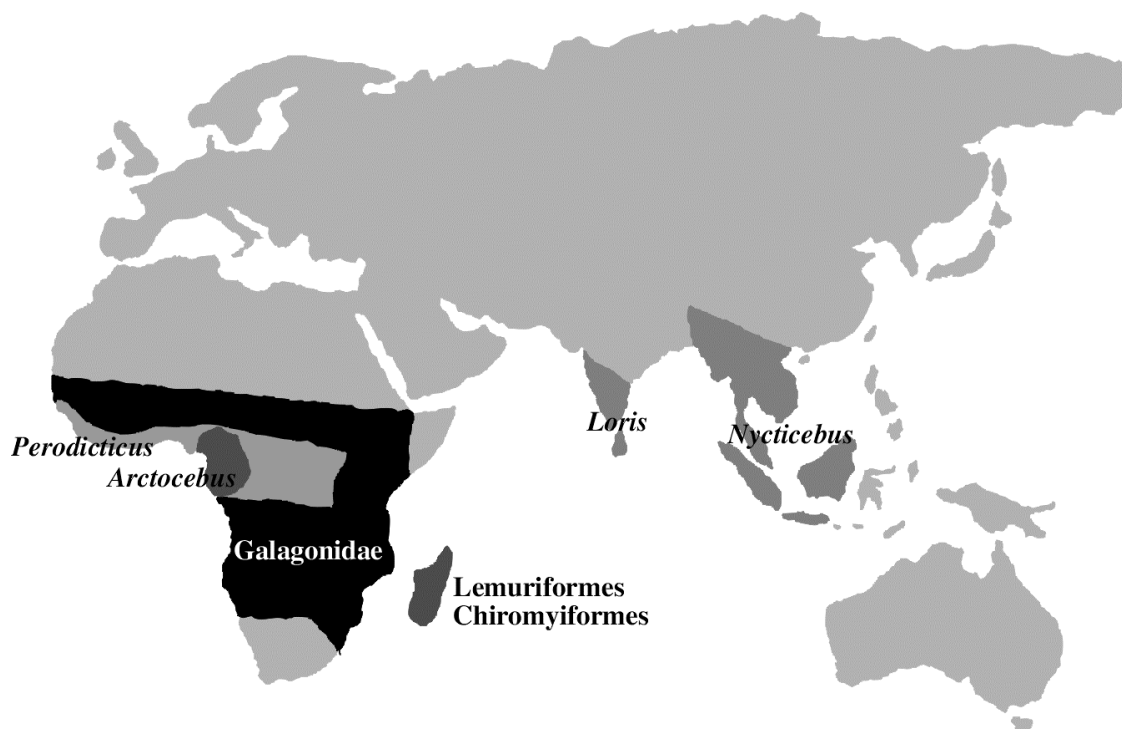 Loris
Nycticebus
Perodicticus
Arctocebus
Galagonidae
Lemuriformes
Chiromyiformes